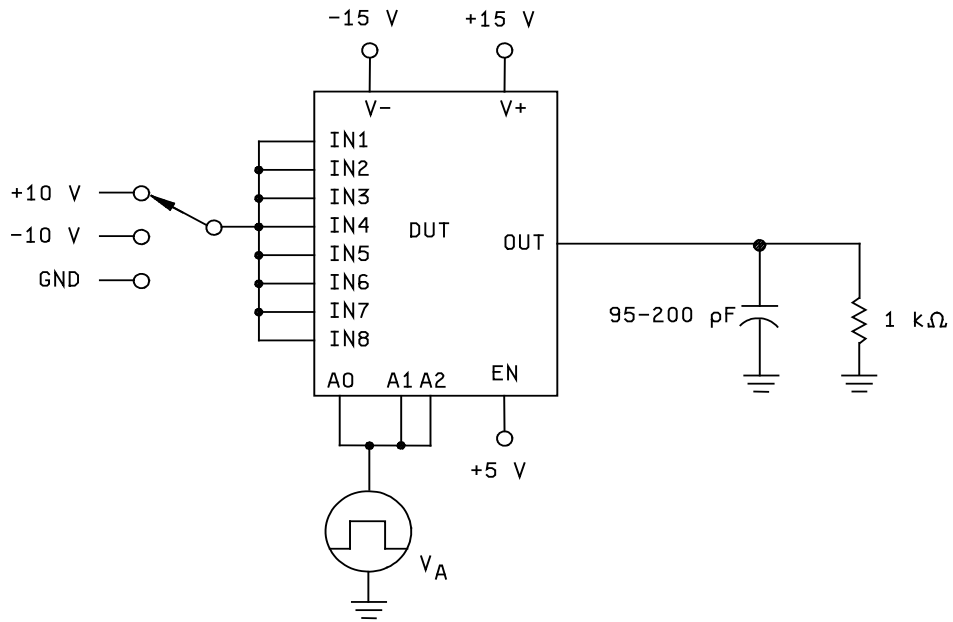 -15 V
+15 V
V-
V+
IN1
IN2
+10 V
IN3
IN4
DUT
-10 V
OUT
IN5
GND
IN6
IN7
95-200 pF
1 kΩ
IN8
EN
A0
A1
A2
+5 V
VA